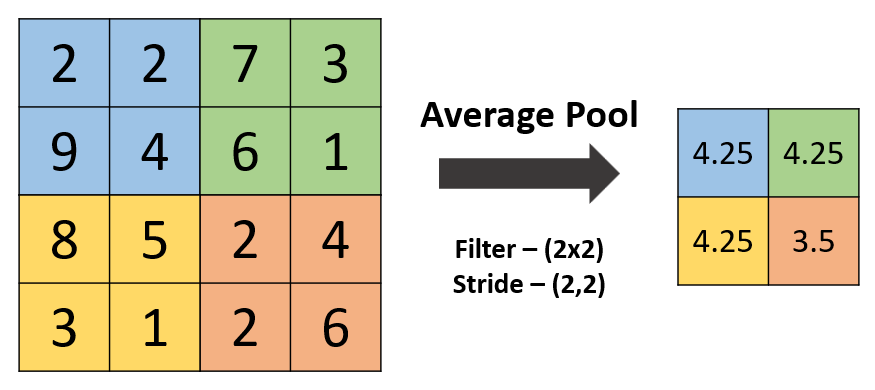 2 2 7 3
9 4 6 1
8 5 2 4
3 1 2 6
Average Pool
Filter – (2x2)
Stride – (2,2)
4.25 4.25
4.25 3.5